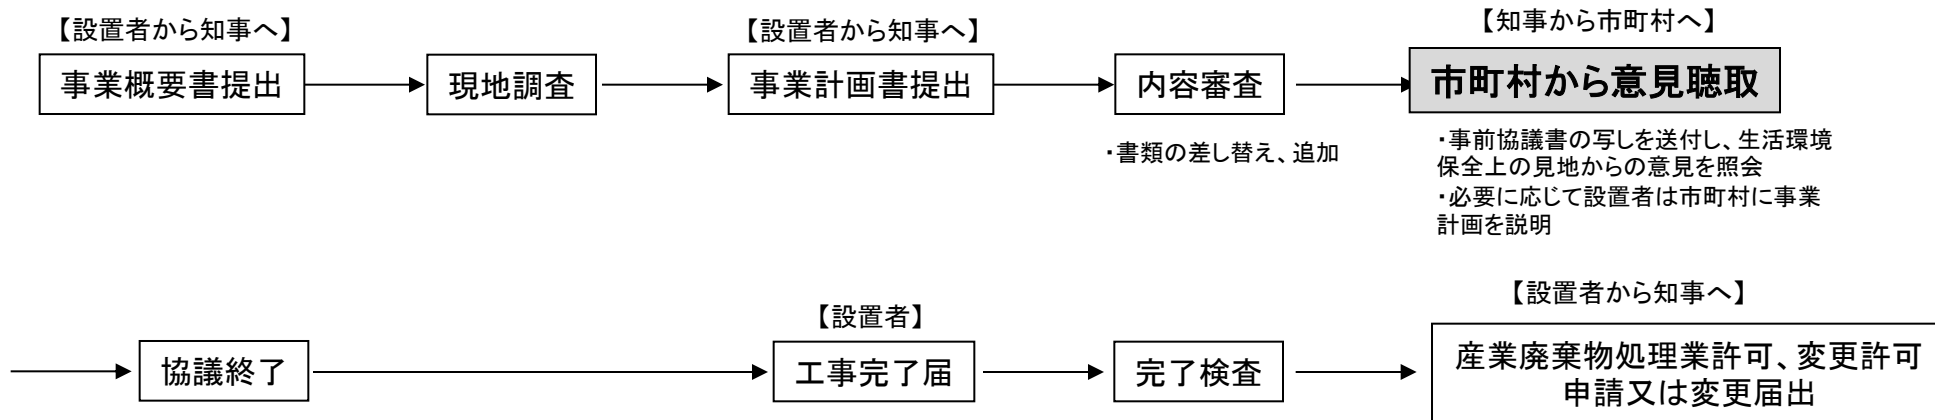 【設置者から知事へ】
事業概要書提出
現地調査
【設置者から知事へ】
事業計画書提出
内容審査
・書類の差し替え、追加
【知事から市町村へ】
市町村から意見聴取
・事前協議書の写しを送付し、生活環境
保全上の見地からの意見を照会
・必要に応じて設置者は市町村に事業
計画を説明
協議終了
【設置者】
工事完了届
完了検査
【設置者から知事へ】
産業廃棄物処理業許可、変更許可
申請又は変更届出